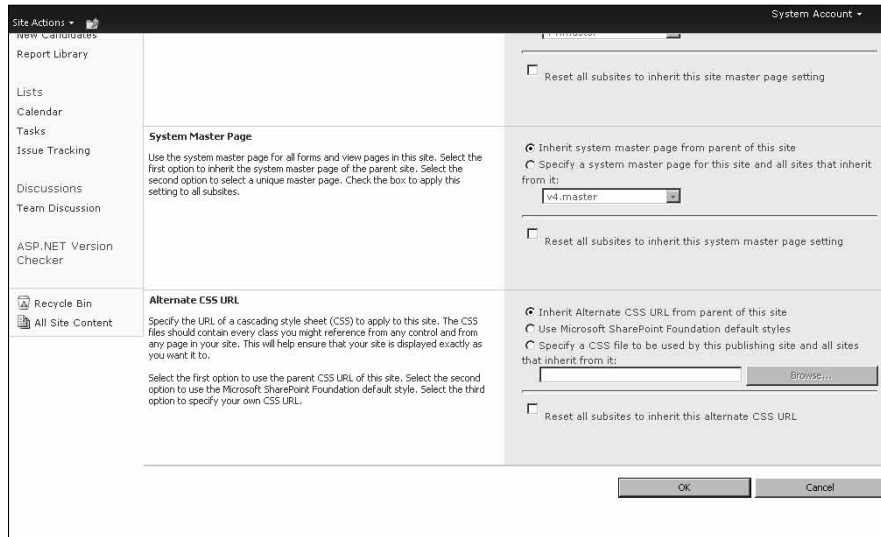 Site Actions
System Account
New Candidates
Report Library
Reset all subsites to inherit this site master page setting
Lists
Calendar
Tasks
Issue Tracking
Discussions
Team Discussion
ASP.NET Version
Checker
Recycle Bin
All Site Content
System Master Page
Use the system master page for all forms and view pages in this site. Select the
first option to inherit the system master page of the parent site. Select the
second option to select a unique master page. Check the box to apply this
setting to all subsites.
Inherit system master page from parent of this site
Specify a system master page for this site and all sites that inherit
from it:
v4.master
Reset all subsites to inherit this system master page setting
Alternate CSS URL
Specify the URL of a cascading style sheet (CSS) to apply to this site. The CSS
files should contain every class you might reference from any control and from
any page in your site. This will help ensure that your site is displayed exactly as
you want it to.
Select the first option to use the parent CSS URL of this site. Select the second
option to use the Microsoft SharePoint Foundation default style. Select the third
option to specify your own CSS URL.
Inherit Alternate CSS URL from parent of this site
Use Microsoft SharePoint Foundation default styles
Specify a CSS file to be used by this publishing site and all sites
that inherit from it:
Browse...
Reset all subsites to inherit this alternate CSS URL
OK
Cancel